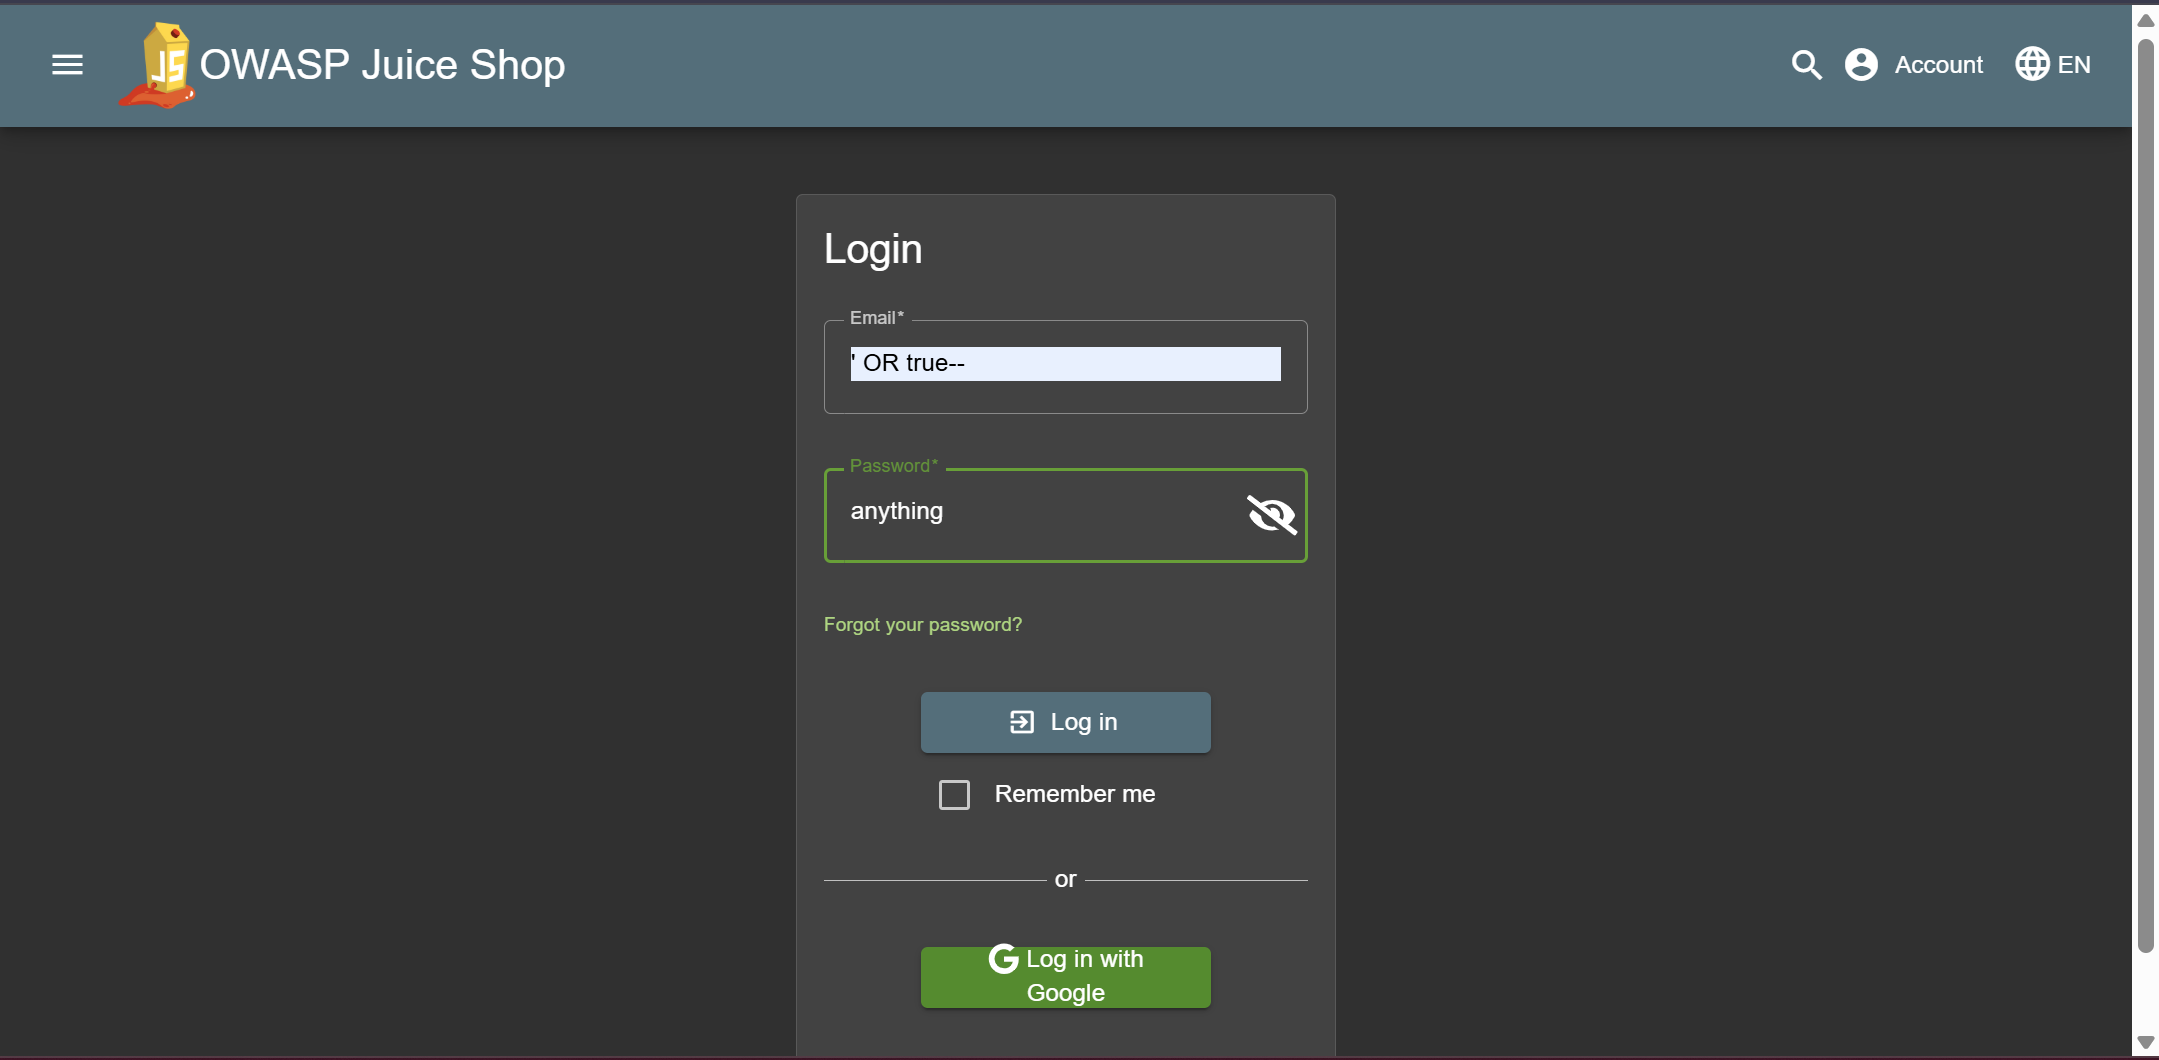 JS
OWASP Juice Shop
Account
EN
Login
Email*
' OR true--
Password*
anything
Forgot your password?
Log in
Remember me
or
G Log in with
Google